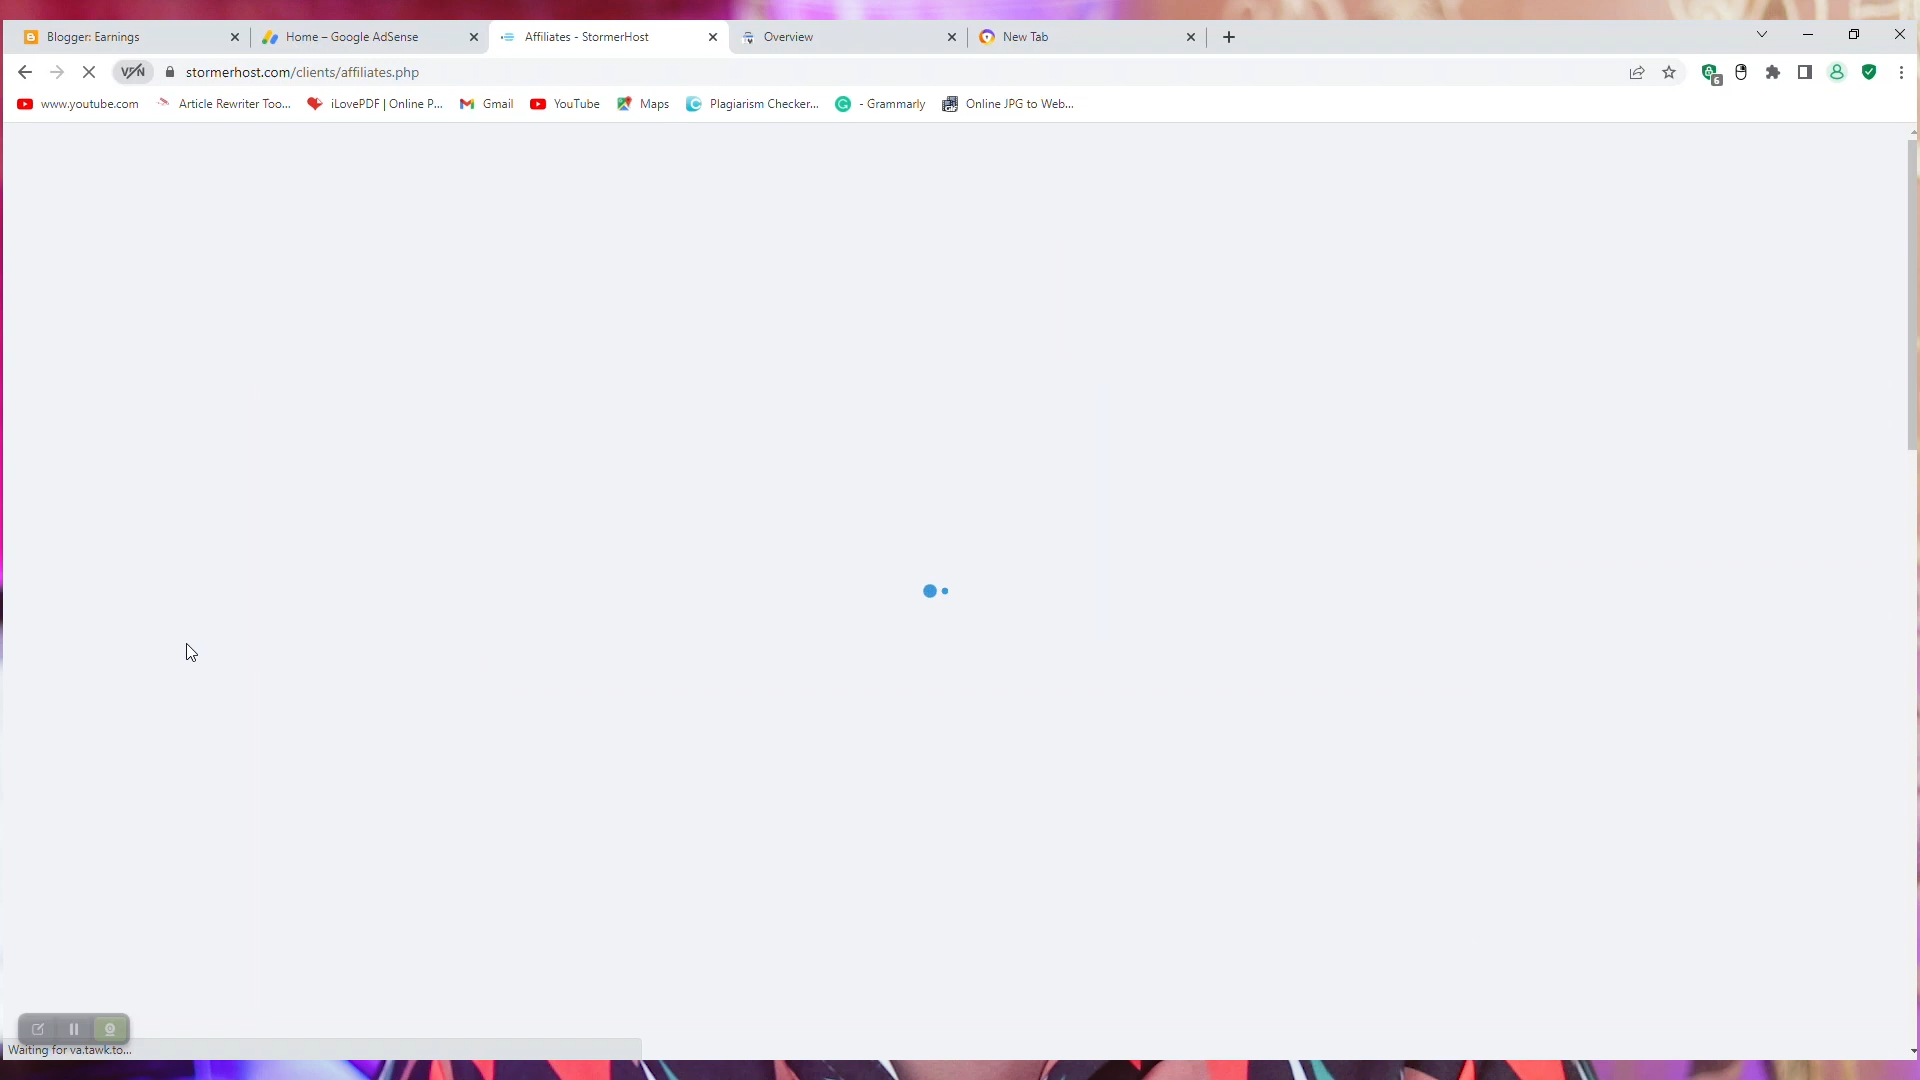 Blogger: Earnings
Home – Google AdSense
Affiliates - StormerHost
Overview
New Tab
VPN
stormerhost.com/clients/affiliates.php
6
www.youtube.com
Article Rewriter Too...
iLovePDF | Online P...
Gmail
YouTube
Maps
Plagiarism Checker...
- Grammarly
Online JPG to Web...
Waiting for va.tawk.to...